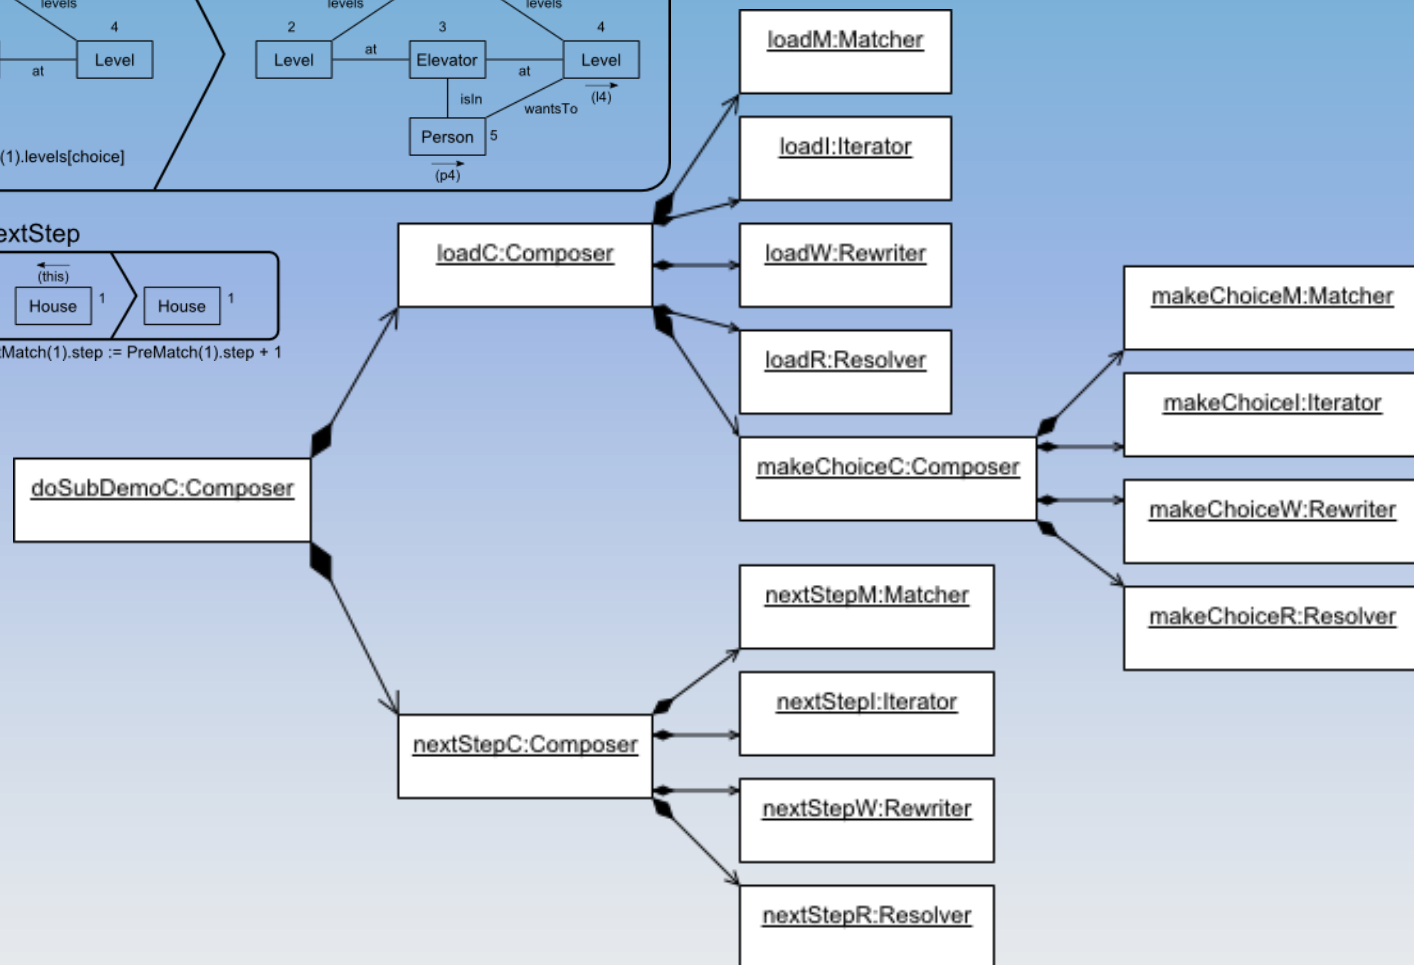 levels
levels
levels
4
2
3
4
Level
Level
Elevator
Level
at
at
at
(l4)
isIn
wantsTo
Person
5
(p4)
(1).levels[choice]
extStep
(this)
House
1
House
1
tMatch(1).step := PreMatch(1).step + 1
loadM:Matcher
loadI:Iterator
loadC:Composer
loadW:Rewriter
loadR:Resolver
makeChoiceM:Matcher
makeChoiceI:Iterator
makeChoiceC:Composer
makeChoiceW:Rewriter
makeChoiceR:Resolver
doSubDemoC:Composer
nextStepM:Matcher
nextStepI:Iterator
nextStepC:Composer
nextStepW:Rewriter
nextStepR:Resolver